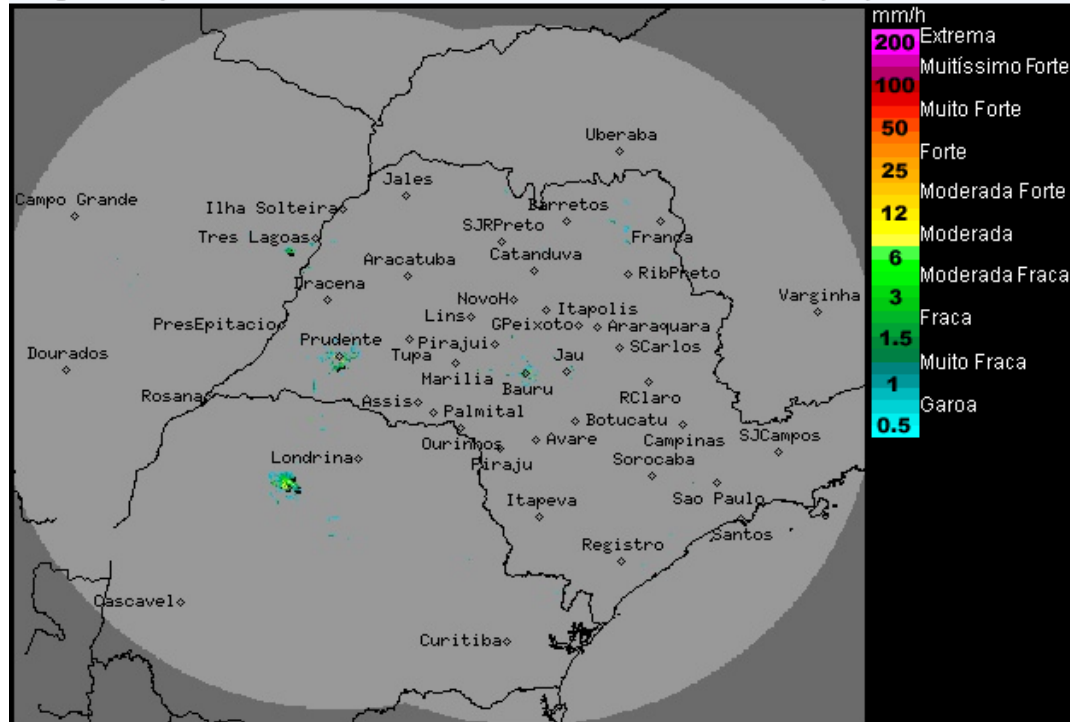 mm/h
200 Extrema
Muitíssimo Forte
100
Muito Forte
50
Forte
25
Moderada Forte
12
Moderada
6
Moderada Fraca
3
Fraca
1.5
Muito Fraca
1
Garoa
0.5
Uberaba
Jales
Campo Grande
Ilha Solteira
Barretos
SJRPreto
Franca
Tres Lagoas
Catanduva
Aracatuba
RibPreto
Dracena
NovoH
Varginha
Itapolis
Lins
PresEpitacio
GPeixoto
Araraquara
Prudente
Pirajui
SCarlos
Dourados
Tupa
Jau
Marilia
Bauru
Rosana
Assis
RClaro
Palmital
Botucatu
Ourinhos
Avare
Campinas
SJCampos
Londrina
Piraju
Sorocaba
Itapeva
Sao Paulo
Santos
Registro
Cascavel
Curitiba